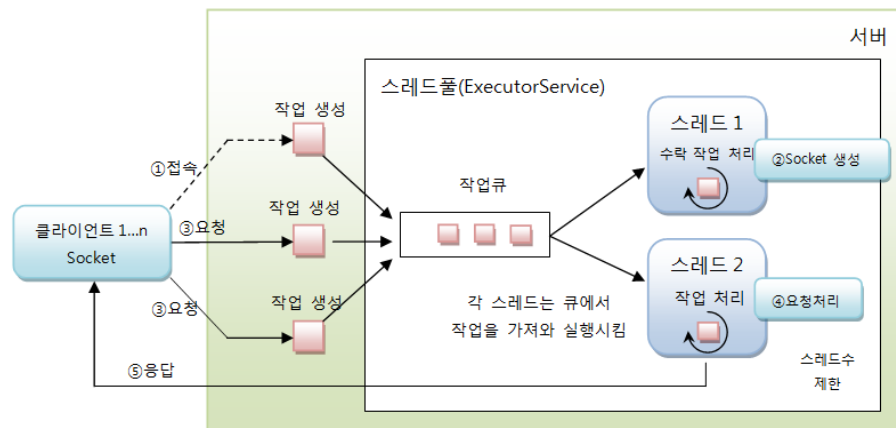 서버
스레드풀(ExecutorService)
작업 생성
스레드 1
수락 작업 처리
②Socket 생성
①접속
작업큐
작업 생성
클라이언트 1...n
Socket
③요청
스레드 2
작업 처리
④요청처리
작업 생성
③요청
각 스레드는 큐에서
작업을 가져와 실행시킴
스레드수
제한
⑤응답